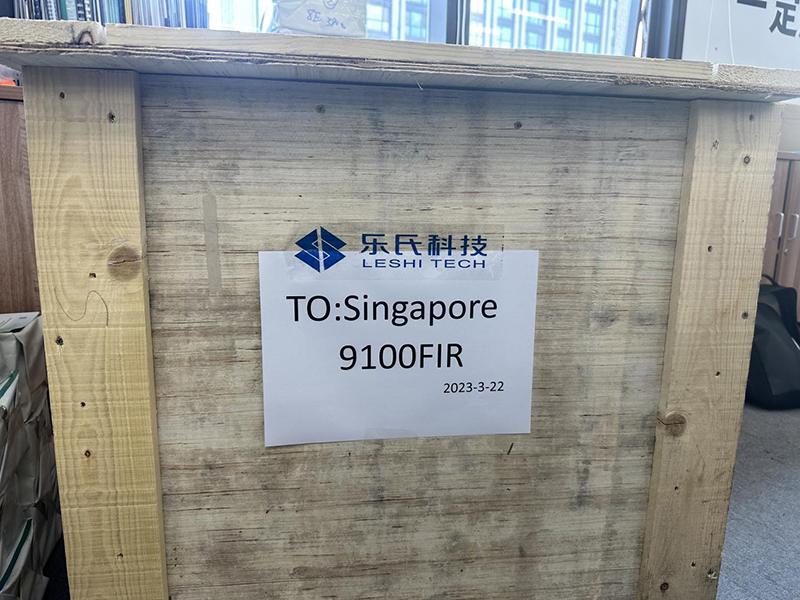 乐氏科技
LESHI TECH
TO:Singapore
9100FIR
2023-3-22